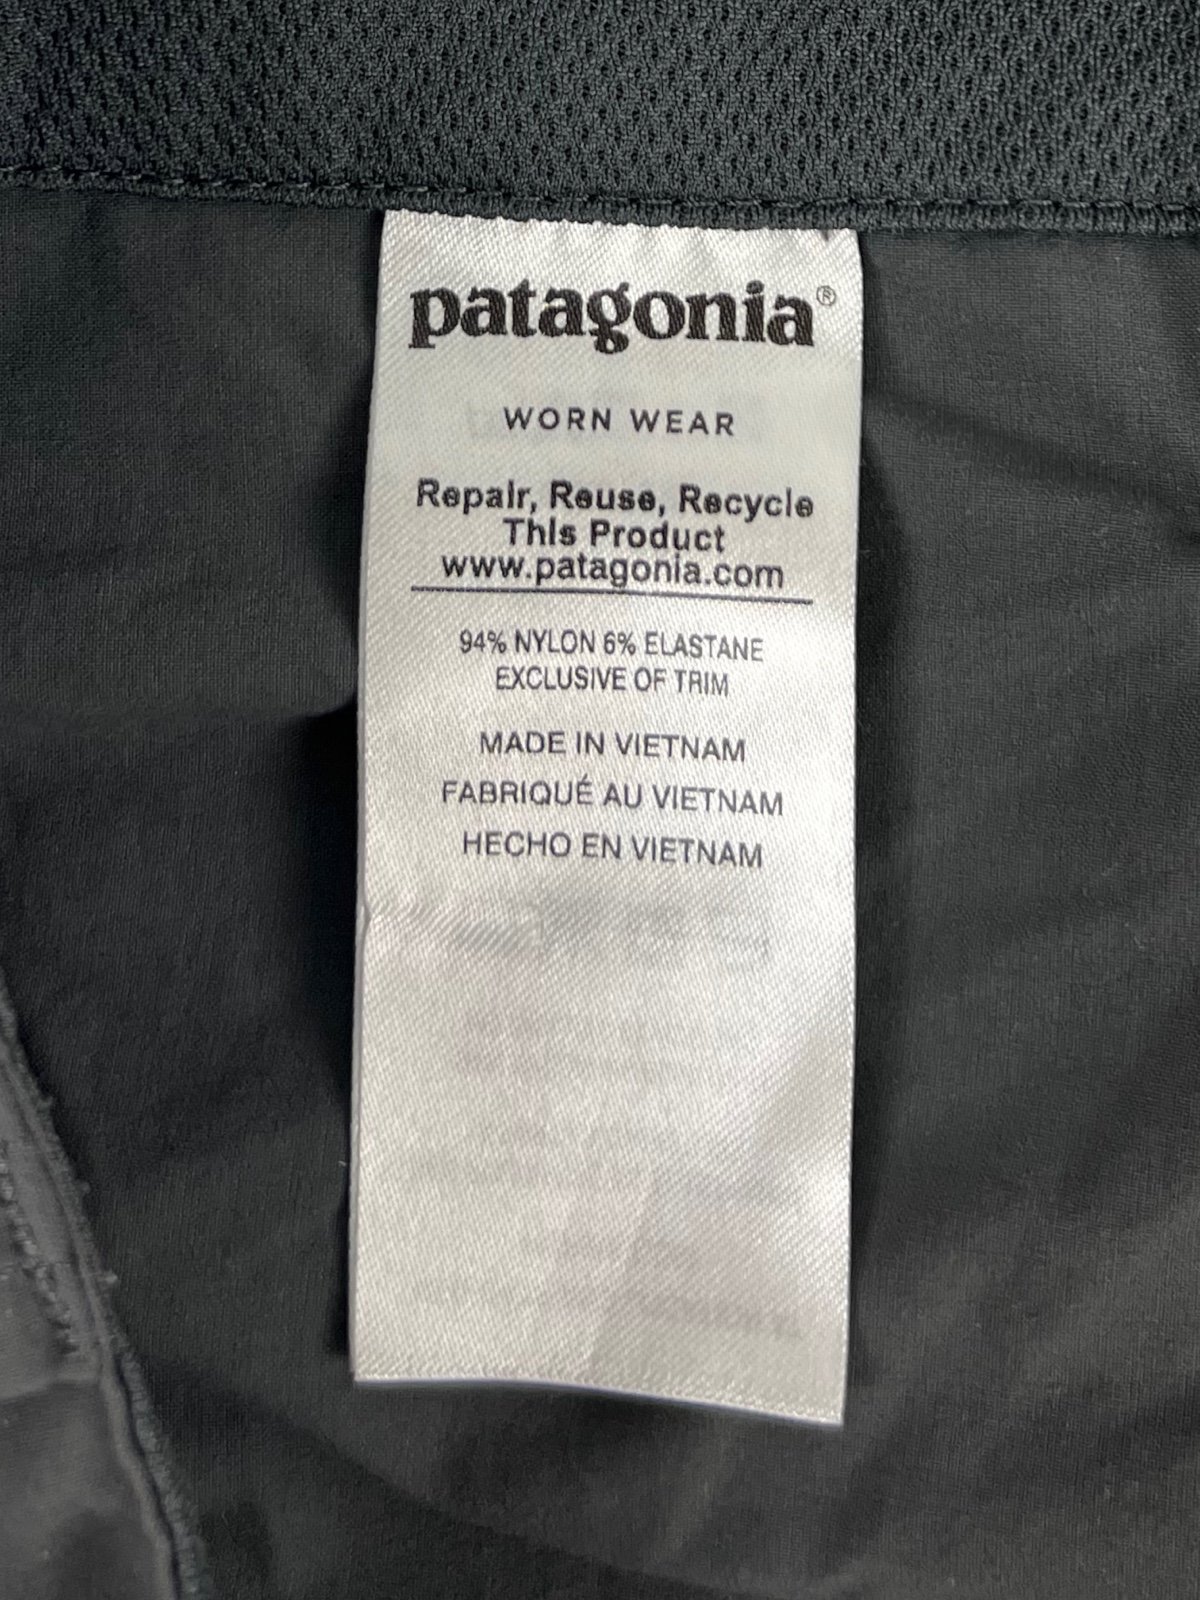 patagonia®
WORN WEAR
Repair, Reuse, Recycle
This Product
www.patagonia.com
94% NYLON 6% ELASTANE
EXCLUSIVE OF TRIM
MADE IN VIETNAM
FABRIQUÉ AU VIETNAM
HECHO EN VIETNAM